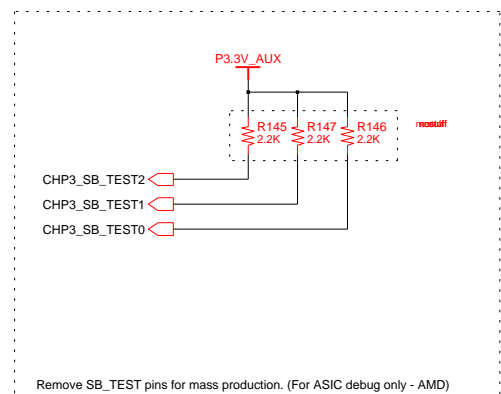 P3.3V_AUX
R145 R147 R146
2.2K 2.2K 2.2K
nostuff
CHP3_SB_TEST2
CHP3_SB_TEST1
CHP3_SB_TEST0
Remove SB_TEST pins for mass production. (For ASIC debug only - AMD)